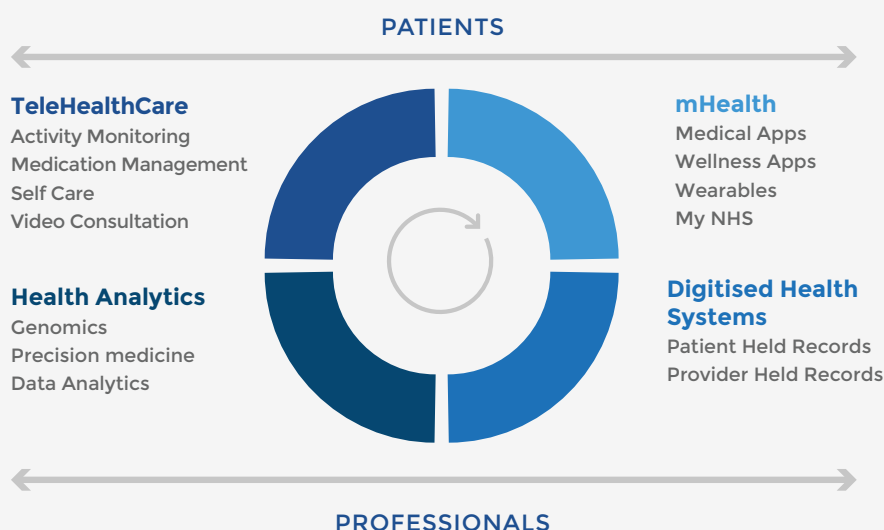 PATIENTS
TeleHealthCare
Activity Monitoring
Medication Management
Self Care
Video Consultation
mHealth
Medical Apps
Wellness Apps
Wearables
My NHS
Health Analytics
Genomics
Precision medicine
Data Analytics
Digitised Health
Systems
Patient Held Records
Provider Held Records
PROFESSIONALS